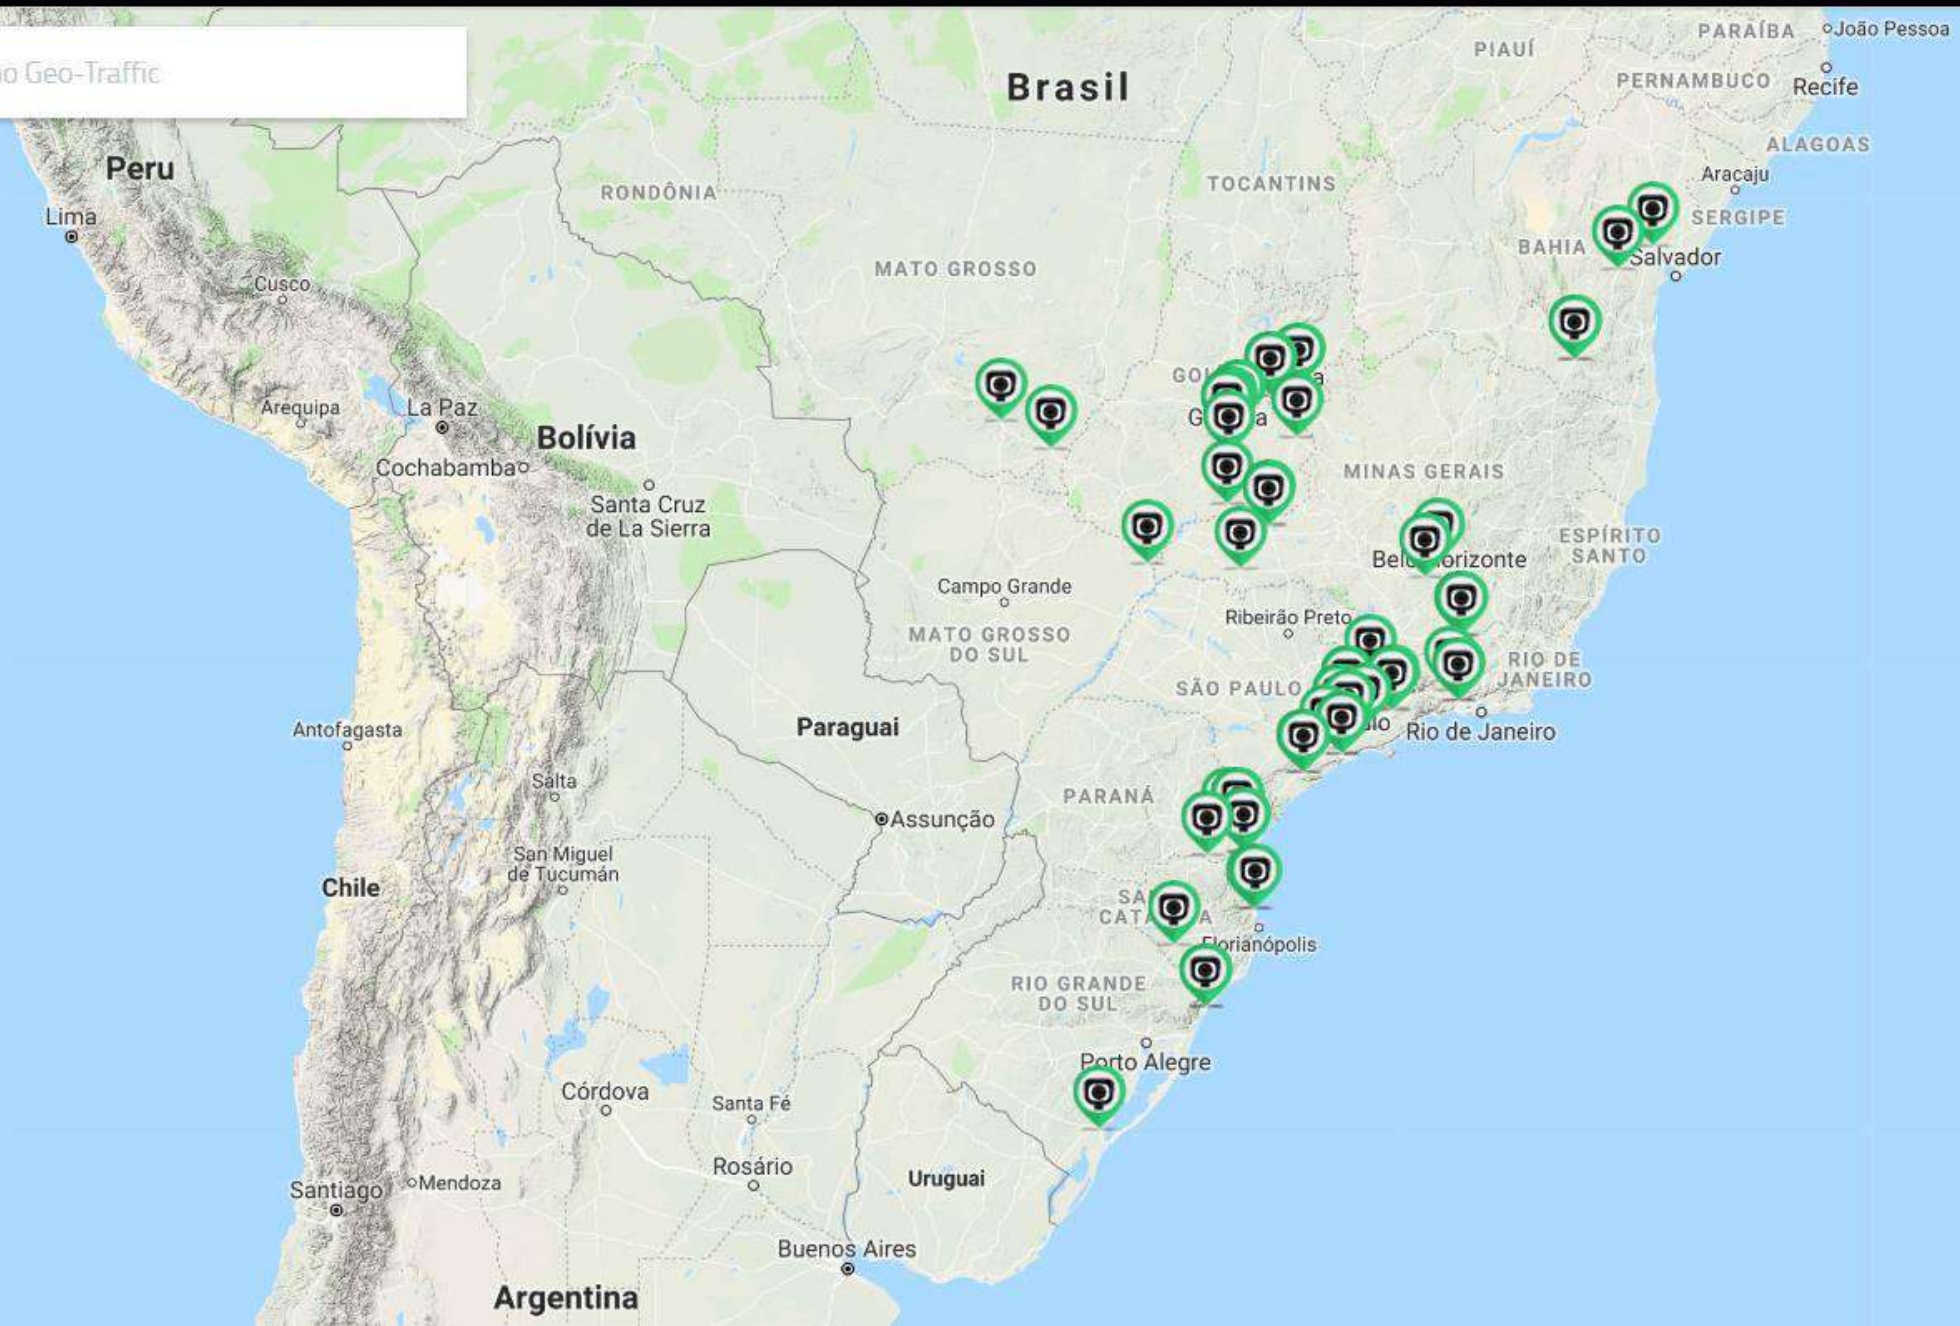 PARAÍBA
João Pessoa
PIAUÍ
o Geo-Traffic
Brasil
PERNAMBUCO
Recife
ALAGOAS
Peru
Aracaju
TOCANTINS
RONDÔNIA
Lima
SERGIPE
BAHIA
Salvador
MATO GROSSO
Cusco
Arequipa
La Paz
Bolívia
Cochabamba
MINAS GERAIS
Santa Cruz
de La Sierra
ESPÍRITO
SANTO
Campo Grande
Ribeirão Preto
MATO GROSSO
DO SUL
RIO DE
JANEIRO
SÃO PAULO
Antofagasta
Paraguai
Rio de Janeiro
Salta
PARANÁ
Assunção
San Miguel
de Tucumán
Chile
Florianópolis
RIO GRANDE
DO SUL
Porto Alegre
Córdova
Santa Fé
Rosário
Uruguai
Mendoza
Santiago
Buenos Aires
Argentina